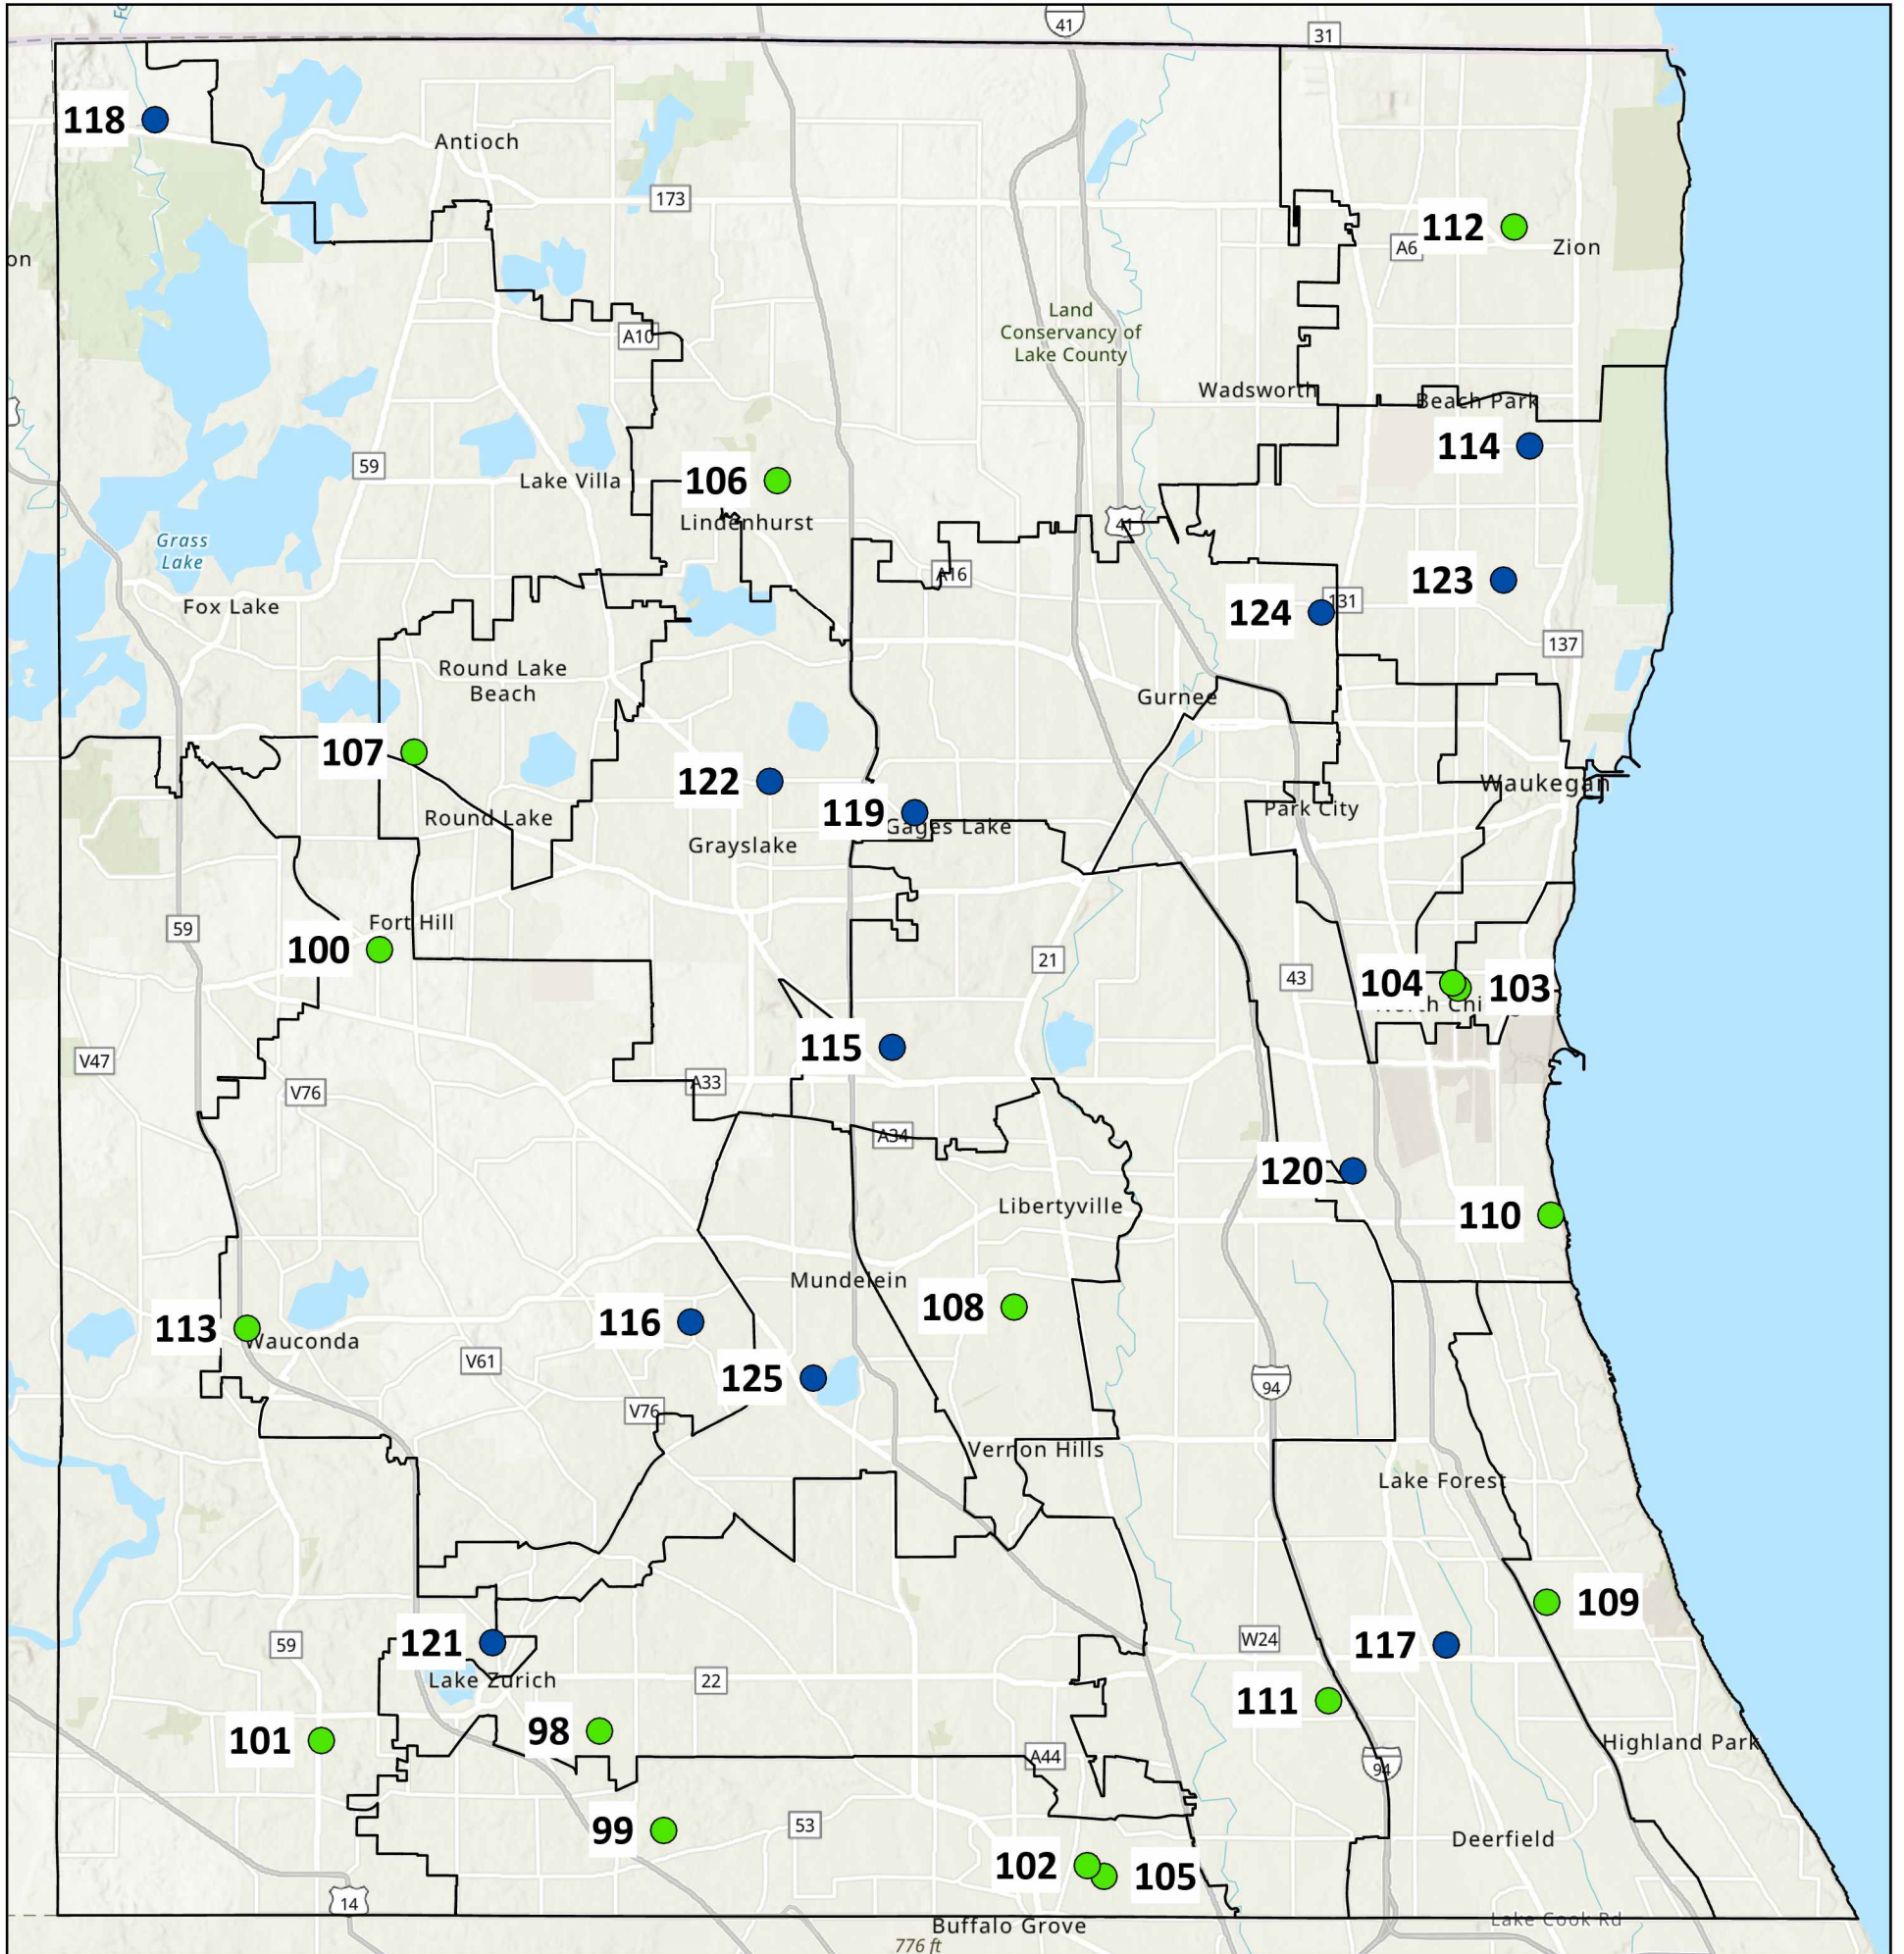 Fo
41
31
118
Antioch
173
112
A6
Zion
on
Land
Conservancy of
Lake County
A10
Wadsworth
Beach Park
114
59
Lake Villa
106
Lindenhurst
41
Grass
Lake
A16
123
Fox Lake
124
131
137
Round Lake
Beach
Gurnee
107
122
Waukegan
Round Lake
119
Gages Lake
Park City
Grayslake
59
Fort Hill
100
21
43
104
103
115
V47
A33
V76
A34
120
Libertyville
110
Mundelein
108
113
Wauconda
116
V61
125
94
V76
Vernon Hills
Lake Forest
109
59
121
W24
117
Lake Zurich
22
111
101
98
A44
Highland Park
94
99
53
Deerfield
102
105
14
Buffalo Grove
Lake Cook Rd
776 ft